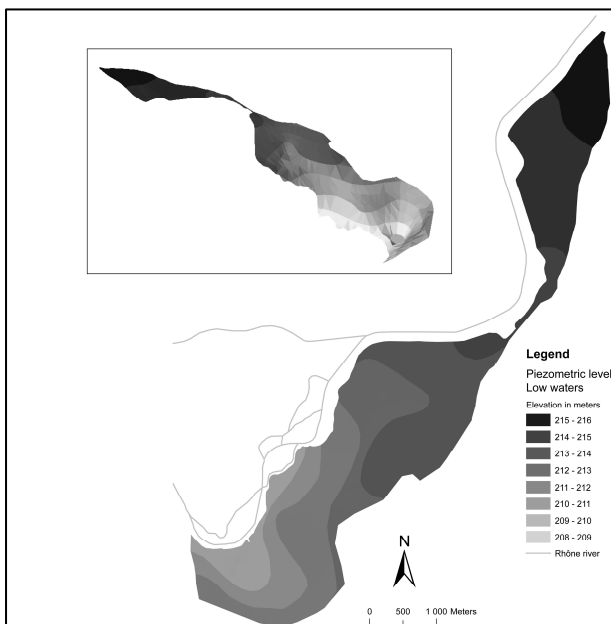 Legend
Piezometric level
Low waters
Elevation in meters
215 - 216
214 - 215
213 - 214
212 - 213
211 - 212
210 - 211
209 - 210
208 - 209
Rhône river
N
0 500 1 000 Meters